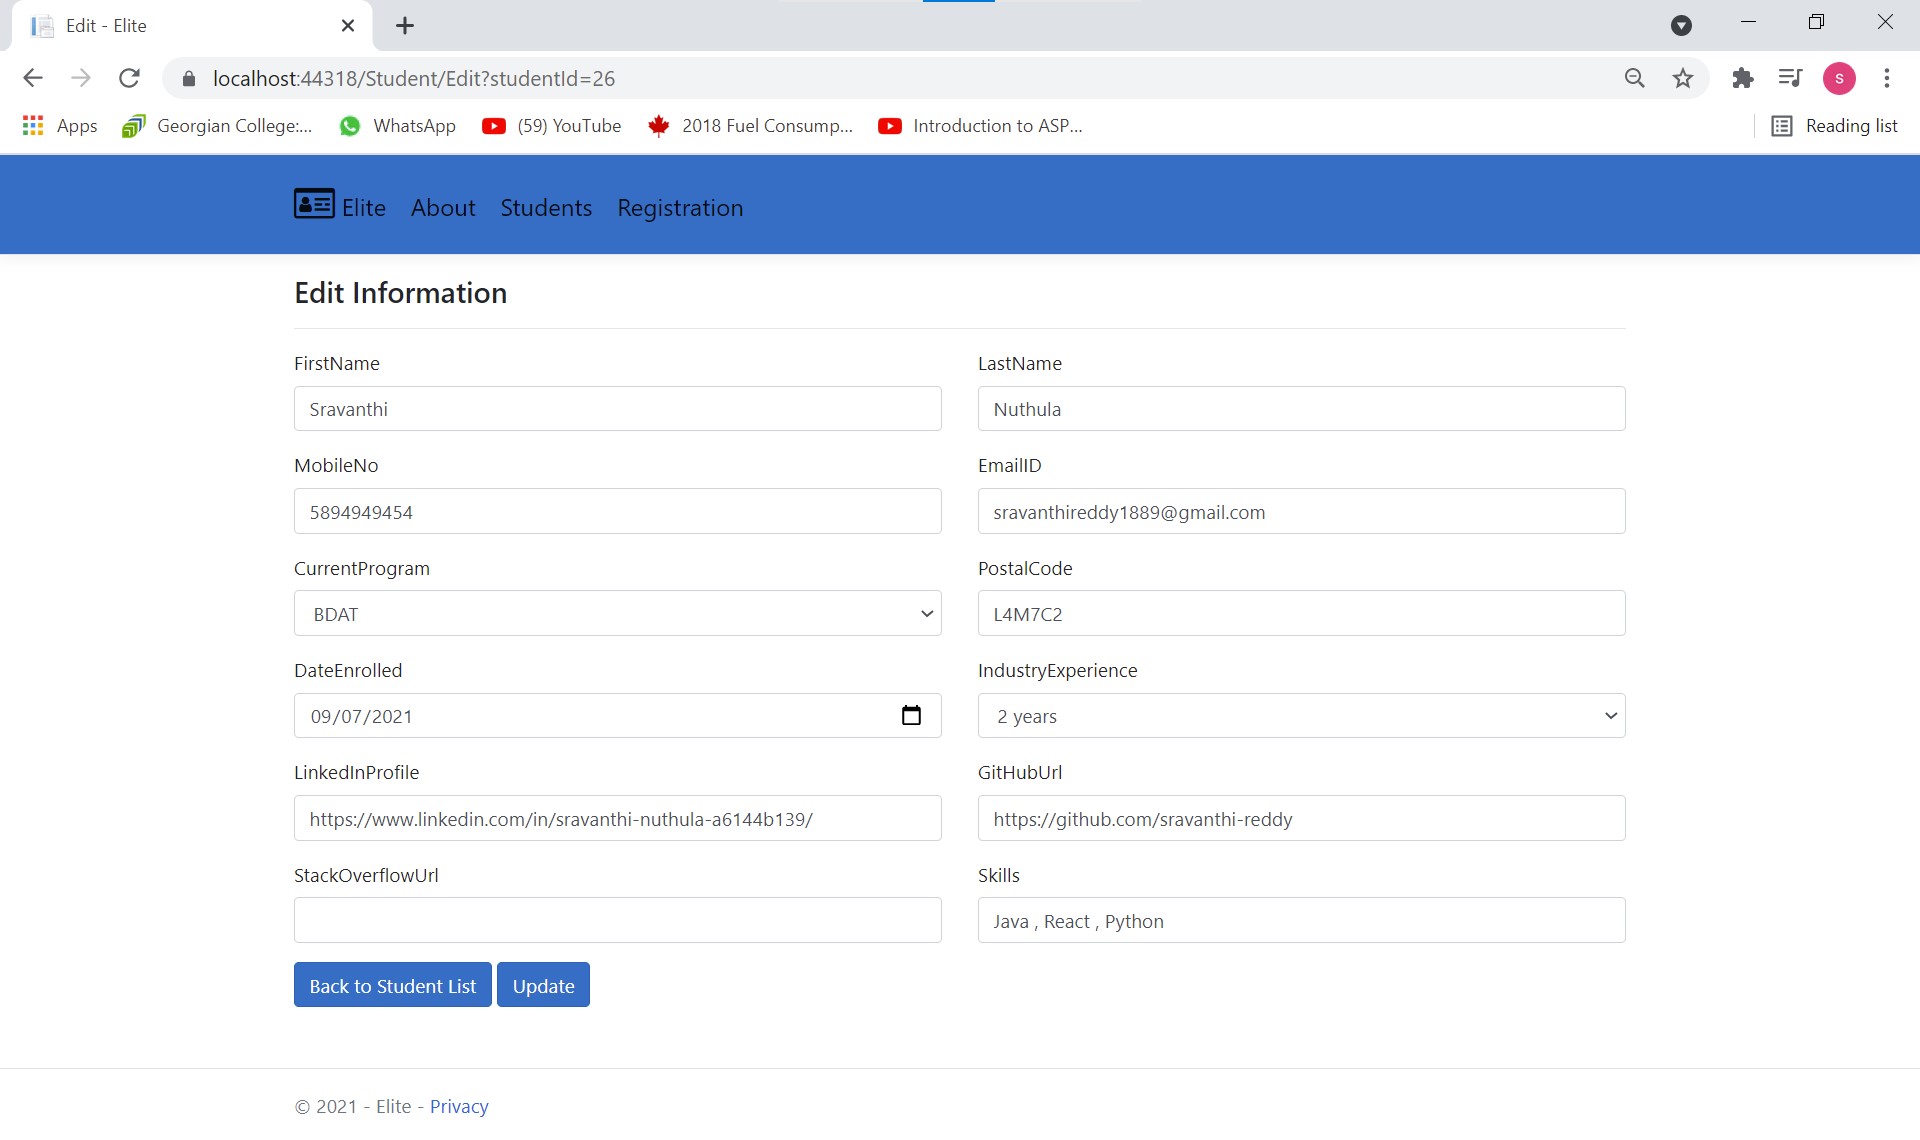 Edit - Elite
localhost:44318/Student/Edit?studentId=26
S
Apps Georgian College:... WhatsApp (59) YouTube 2018 Fuel Consump... Introduction to ASP... Reading list
Elite About Students Registration
Edit Information
FirstName LastName
Sravanthi Nuthula
MobileNo EmailID
5894949454 sravanthireddy1889@gmail.com
CurrentProgram PostalCode
BDAT L4M7C2
DateEnrolled IndustryExperience
09/07/2021 2 years
LinkedInProfile GitHubUrl
https://www.linkedin.com/in/sravanthi-nuthula-a6144b139/ https://github.com/sravanthi-reddy
StackOverflowUrl Skills
Java , React , Python
Back to Student List Update
© 2021 - Elite - Privacy